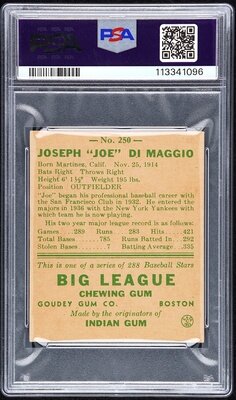 PSA
PSA
PSA
113341096
No. 250
JOSEPH "JOE" DI MAGGIO
Born Martinez, Calif. Nov. 25, 1914
Bats Right Throws Right
Height 6' 1½" Weight 195 lbs.
Position OUTFIELDER
"Joe" began his professional baseball career with
the San Francisco Club in 1932. He entered the
majors in 1936 with the New York Yankees with
which team he is now playing.
His two year major league record is as follows:
Games 289 Runs 283 Hits 421
Total Bases 785 Runs Batted in 292
Stolen Bases 7 Batting Average .335
This is one of a series of 288 Baseball Stars
BIG LEAGUE
CHEWING GUM
GOUDEY GUM CO. BOSTON
Made by the originators of
INDIAN GUM